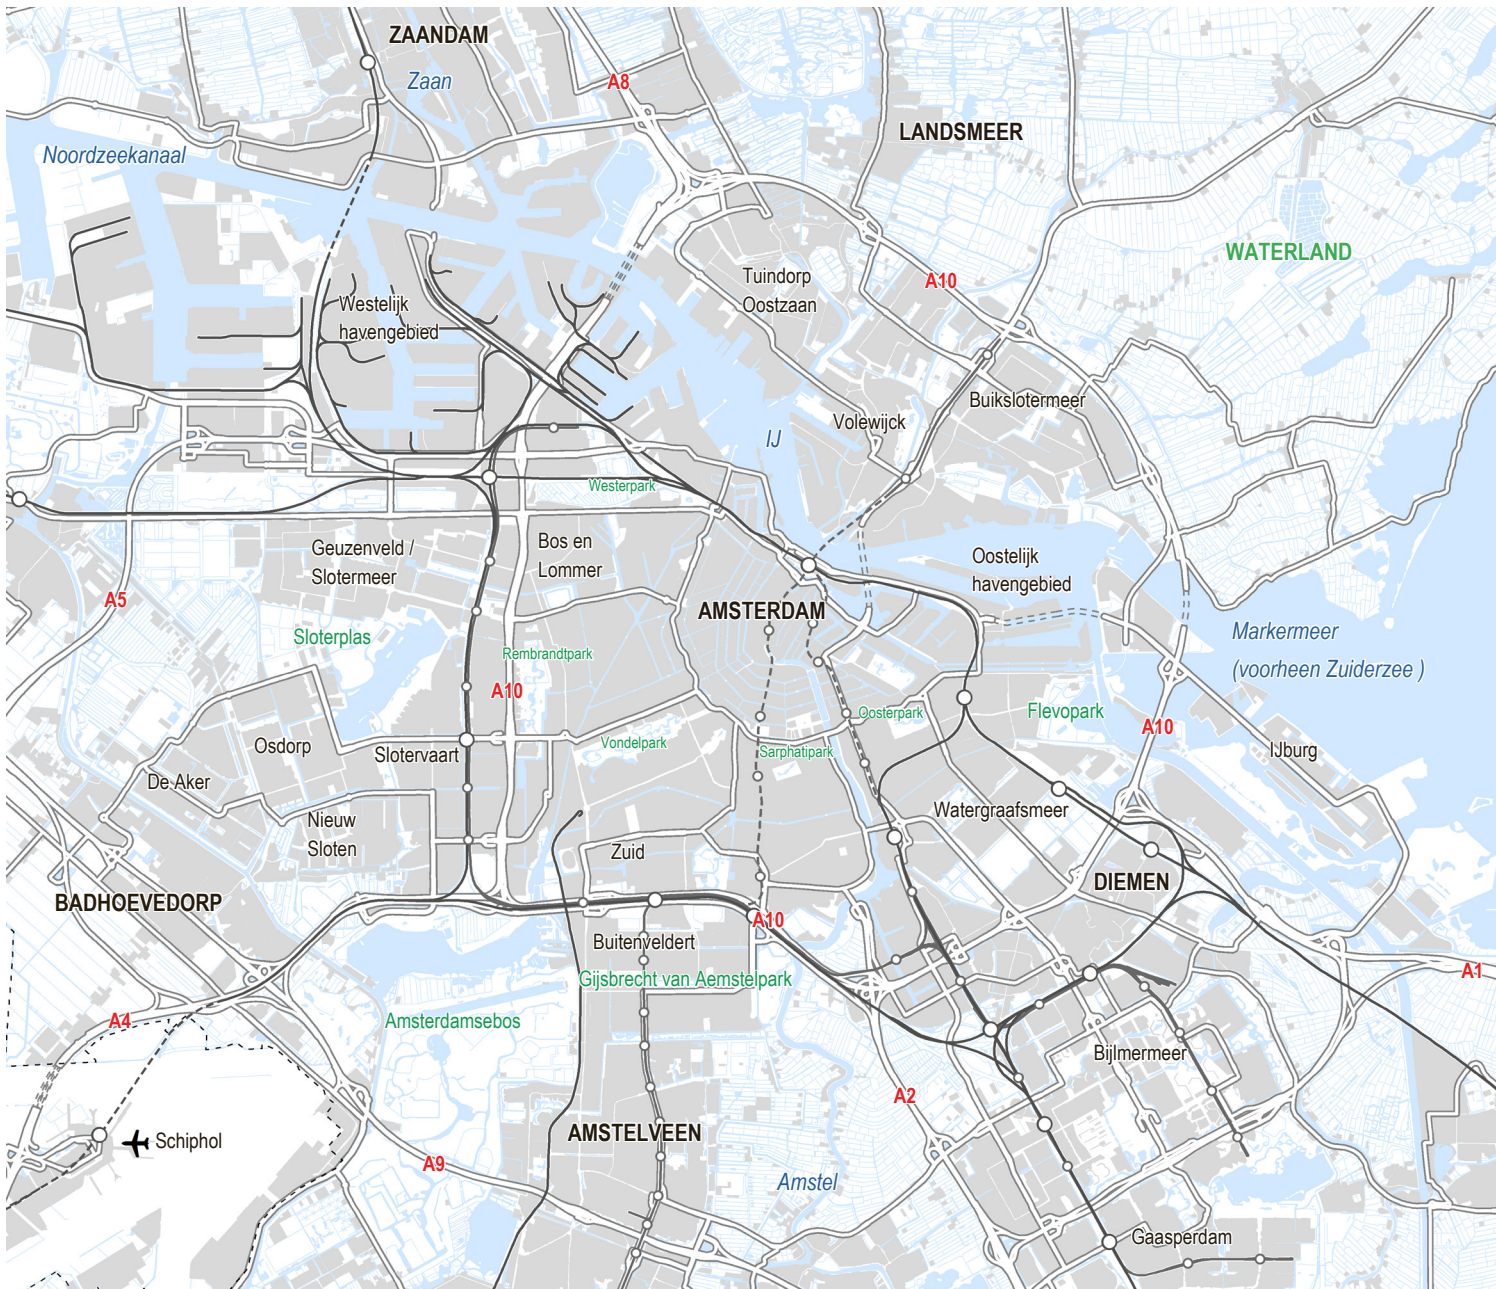 ZAANDAM
Zaan
A8
LANDSMEER
Noordzeekanaal
WATERLAND
Tuindorp
Oostzaan
A10
Westelijk
havengebied
Buikslotermeer
Volewijck
IJ
Westerpark
Geuzenveld /
Slotermeer
Bos en
Lommer
Oostelijk
havengebied
A5
AMSTERDAM
Sloterplas
Markermeer
(voorheen Zuiderzee )
Rembrandtpark
A10
Oosterpark
Flevopark
A10
Osdorp
Slotervaart
Vondelpark
Sarphatipark
IJburg
De Aker
Nieuw
Sloten
Watergraafsmeer
Zuid
DIEMEN
BADHOEVEDORP
A10
Buitenveldert
Gijsbrecht van Aemstelpark
A1
A4
Amsterdamsebos
Bijlmermeer
A2
AMSTELVEEN
Schiphol
A9
Amstel
Gaasperdam